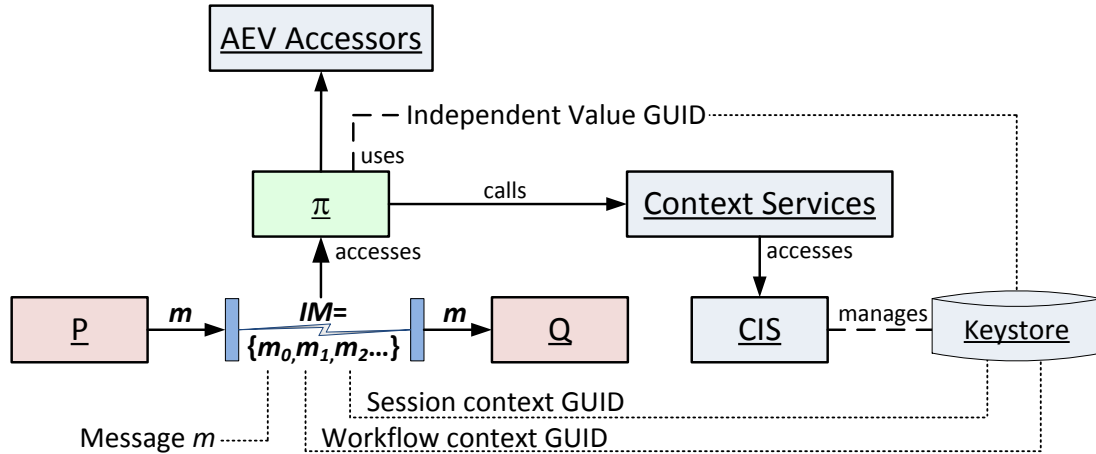 AEV Accessors
Independent Value GUID
uses
π
calls
Context Services
accesses
accesses
P
m
IM=
{m₀,m₁,m₂...}
m
Q
CIS
manages
Keystore
Session context GUID
Message m
Workflow context GUID